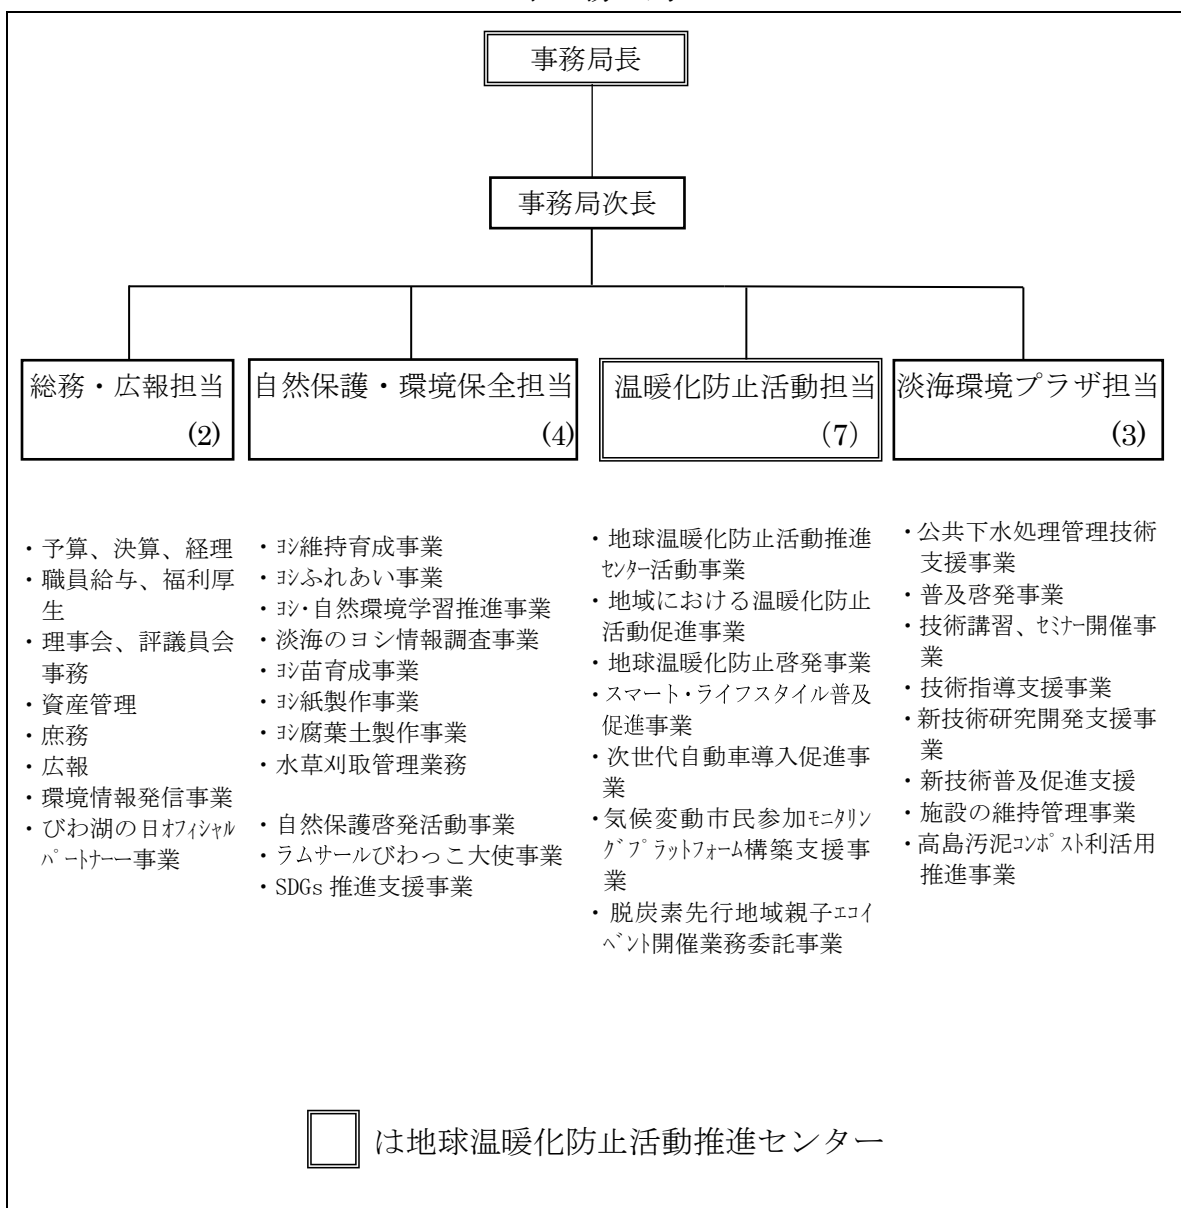 事務局長
事務局次長
総務・広報担当
(2)
自然保護・環境保全担当
(4)
温暖化防止活動担当
(7)
淡海環境プラザ担当
(3)
・予算、決算、経理
・職員給与、福利厚
生
・理事会、評議員会
事務
・資産管理
・庶務
・広報
・環境情報発信事業
・びわ湖の日ｵﾌｨｼｬﾙ
ﾊﾟｰﾄﾅｰｰ事業
・ﾖｼ維持育成事業
・ﾖｼふれあい事業
・ﾖｼ・自然環境学習推進事業
・淡海のヨシ情報調査事業
・ﾖｼ苗育成事業
・ﾖｼ紙製作事業
・ﾖｼ腐葉土製作事業
・水草刈取管理業務
・自然保護啓発活動事業
・ラムサールびわっこ大使事業
・SDGs 推進支援事業
・地球温暖化防止活動推進
ｾﾝﾀｰ活動事業
・地域における温暖化防止
活動促進事業
・地球温暖化防止啓発事業
・スマート・ライフスタイル普及
促進事業
・次世代自動車導入促進事
業
・気候変動市民参加ﾓﾆﾀﾘﾝ
ｸﾞﾌﾟﾗｯﾄﾌｫｰﾑ構築支援事
業
・脱炭素先行地域親子ｴｺｲ
ﾍﾞﾝﾄ開催業務委託事業
・公共下水処理管理技術
支援事業
・普及啓発事業
・技術講習、ｾﾐﾅｰ開催事
業
・技術指導支援事業
・新技術研究開発支援事
業
・新技術普及促進支援
・施設の維持管理事業
・高島汚泥ｺﾝﾎﾟｽﾄ利活用
推進事業
は地球温暖化防止活動推進センター